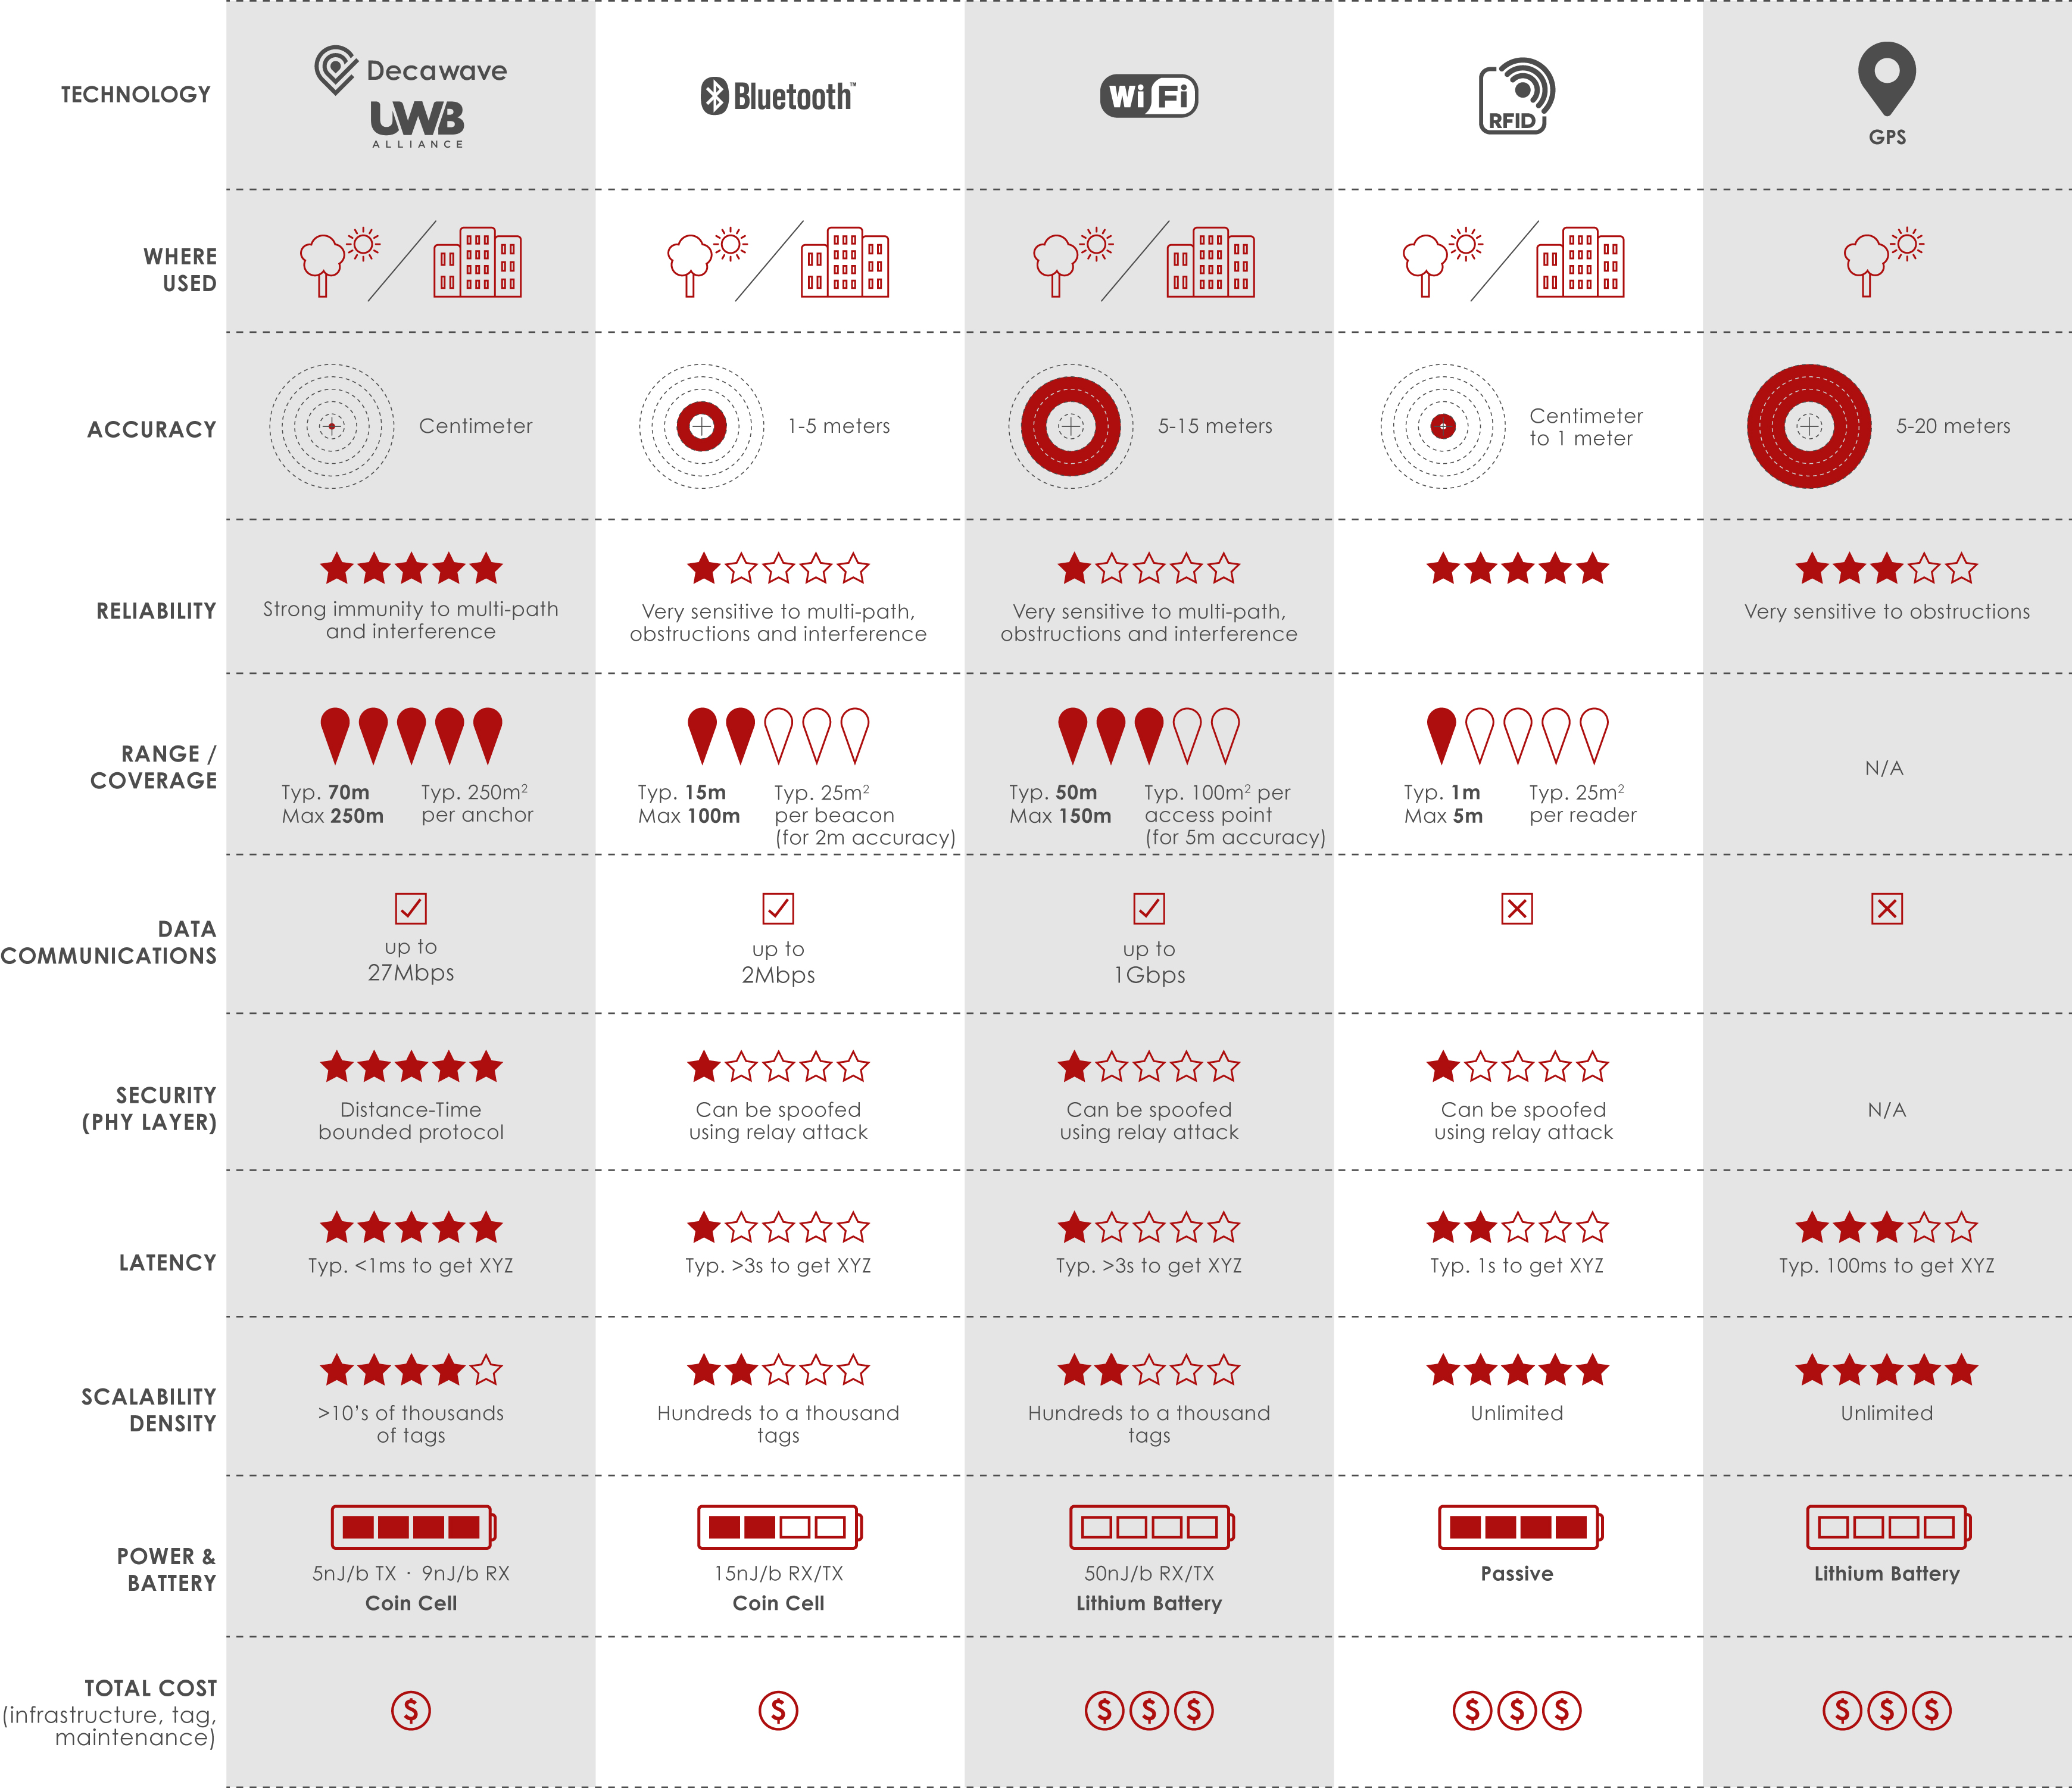 TECHNOLOGY
Decawave
UWB
ALLIANCE
Bluetooth™
Wi Fi
RFID
GPS
WHERE
USED
ACCURACY
Centimeter
1-5 meters
5-15 meters
Centimeter
to 1 meter
5-20 meters
RELIABILITY
Strong immunity to multi-path
and interference
Very sensitive to multi-path,
obstructions and interference
Very sensitive to multi-path,
obstructions and interference
Very sensitive to obstructions
RANGE /
COVERAGE
Typ. 70m
Max 250m
Typ. 250m²
per anchor
Typ. 15m
Max 100m
Typ. 25m²
per beacon
(for 2m accuracy)
Typ. 50m
Max 150m
Typ. 100m² per
access point
(for 5m accuracy)
Typ. 1m
Max 5m
Typ. 25m²
per reader
N/A
DATA
COMMUNICATIONS
up to
27Mbps
up to
2Mbps
up to
1Gbps
SECURITY
(PHY LAYER)
Distance-Time
bounded protocol
Can be spoofed
using relay attack
Can be spoofed
using relay attack
Can be spoofed
using relay attack
N/A
LATENCY
Typ. <1ms to get XYZ
Typ. >3s to get XYZ
Typ. >3s to get XYZ
Typ. 1s to get XYZ
Typ. 100ms to get XYZ
SCALABILITY
DENSITY
>10's of thousands
of tags
Hundreds to a thousand
tags
Hundreds to a thousand
tags
Unlimited
Unlimited
POWER &
BATTERY
5nJ/b TX · 9nJ/b RX
Coin Cell
15nJ/b RX/TX
Coin Cell
50nJ/b RX/TX
Lithium Battery
Passive
Lithium Battery
TOTAL COST
(infrastructure, tag,
maintenance)
$
$
$ $ $
$ $ $
$ $ $